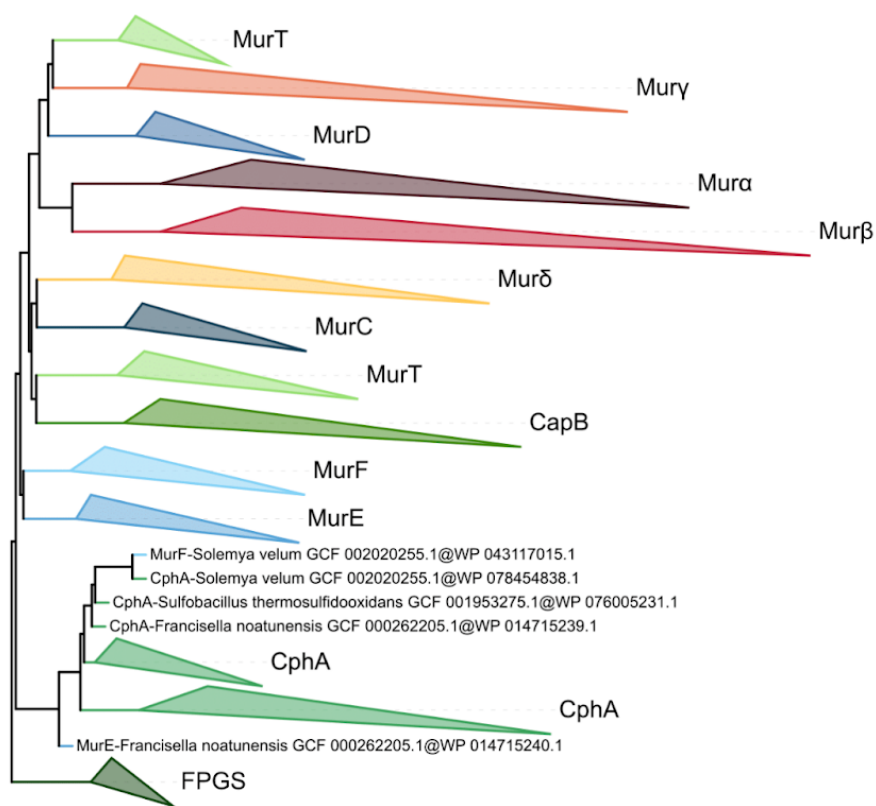 MurT
Murγ
MurD
Murα
Murβ
Murδ
MurC
MurT
CapB
MurF
MurE
MurF-Solemya velum GCF 002020255.1@WP 043117015.1
CphA-Solemya velum GCF 002020255.1@WP 078454838.1
CphA-Sulfobacillus thermosulfidooxidans GCF 001953275.1@WP 076005231.1
CphA-Francisella noatunensis GCF 000262205.1@WP 014715239.1
CphA
CphA
MurE-Francisella noatunensis GCF 000262205.1@WP 014715240.1
FPGS